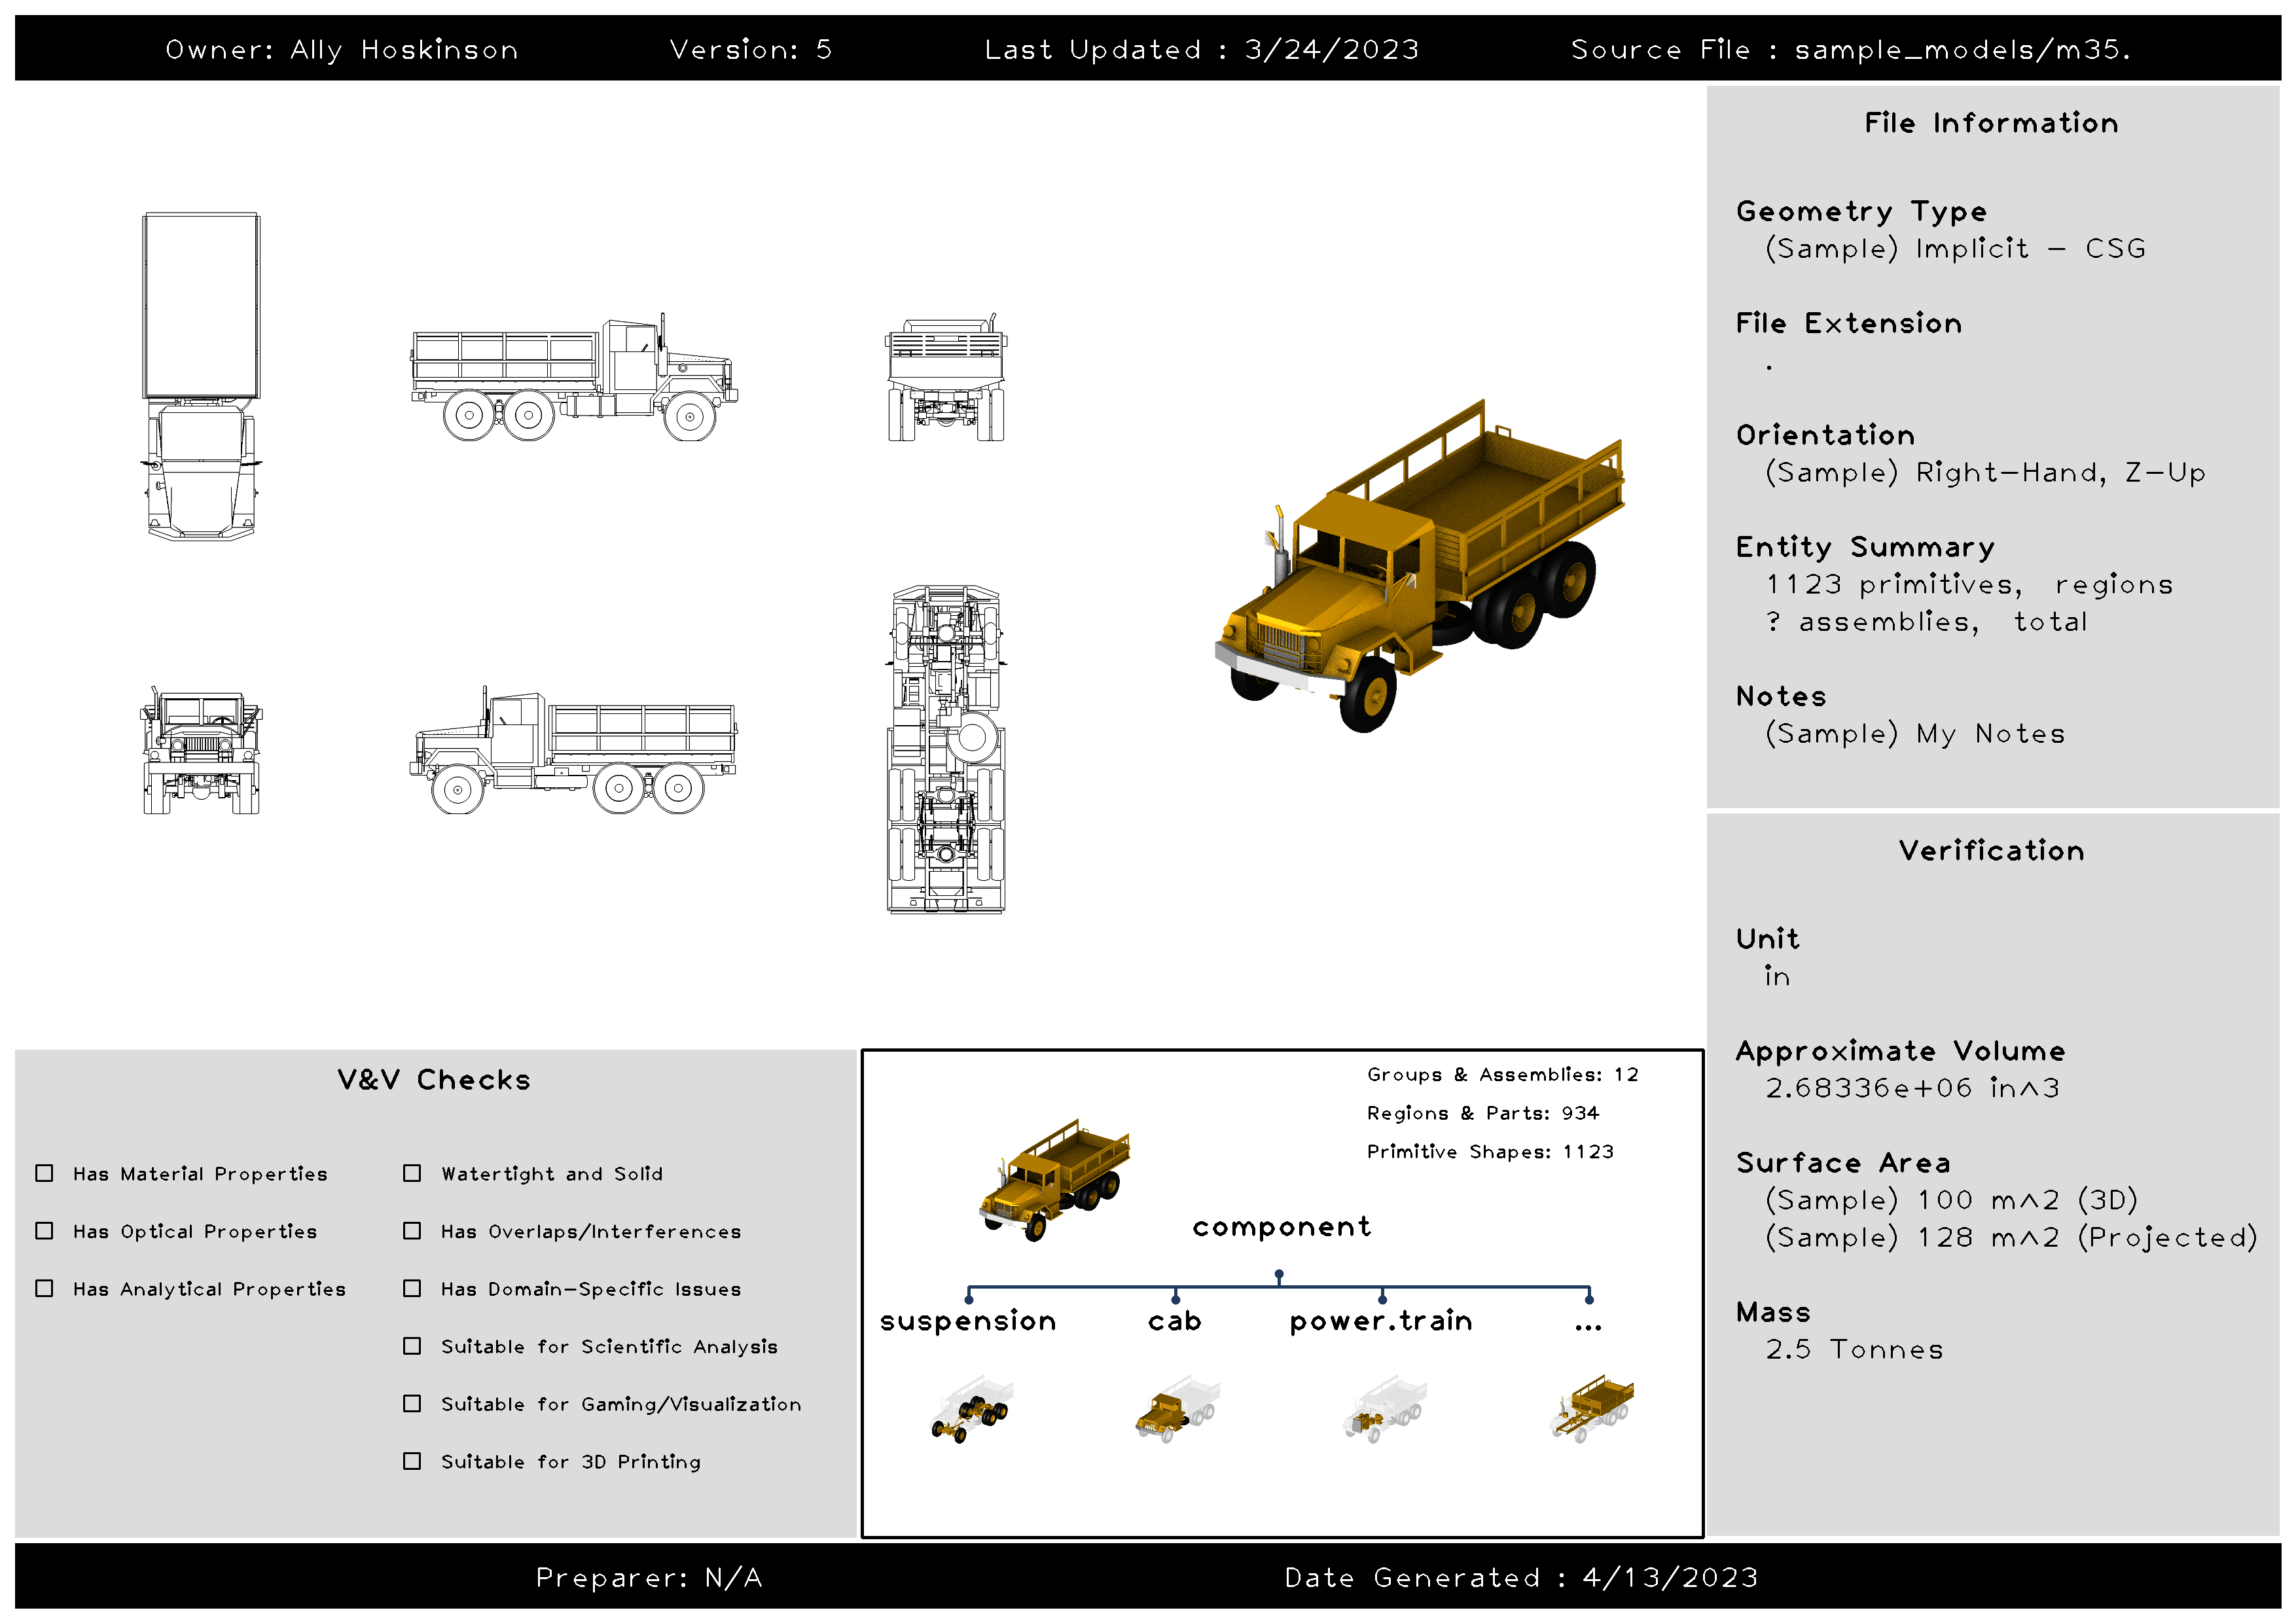 Owner: Ally Hoskinson Version: 5 Last Updated : 3/24/2023 Source File : sample_models/m35.
File Information
Geometry Type
(Sample) Implicit - CSG
File Extension
.
Orientation
(Sample) Right-Hand, Z-Up
Entity Summary
1123 primitives, regions
? assemblies, total
Notes
(Sample) My Notes
Verification
Unit
in
Approximate Volume
2.68336e+06 in^3
Surface Area
(Sample) 100 m^2 (3D)
(Sample) 128 m^2 (Projected)
Mass
2.5 Tonnes
V&V Checks
Has Material Properties
Has Optical Properties
Has Analytical Properties
Watertight and Solid
Has Overlaps/Interferences
Has Domain-Specific Issues
Suitable for Scientific Analysis
Suitable for Gaming/Visualization
Suitable for 3D Printing
Groups & Assemblies: 12
Regions & Parts: 934
Primitive Shapes: 1123
component
suspension cab power.train ...
Preparer: N/A Date Generated : 4/13/2023